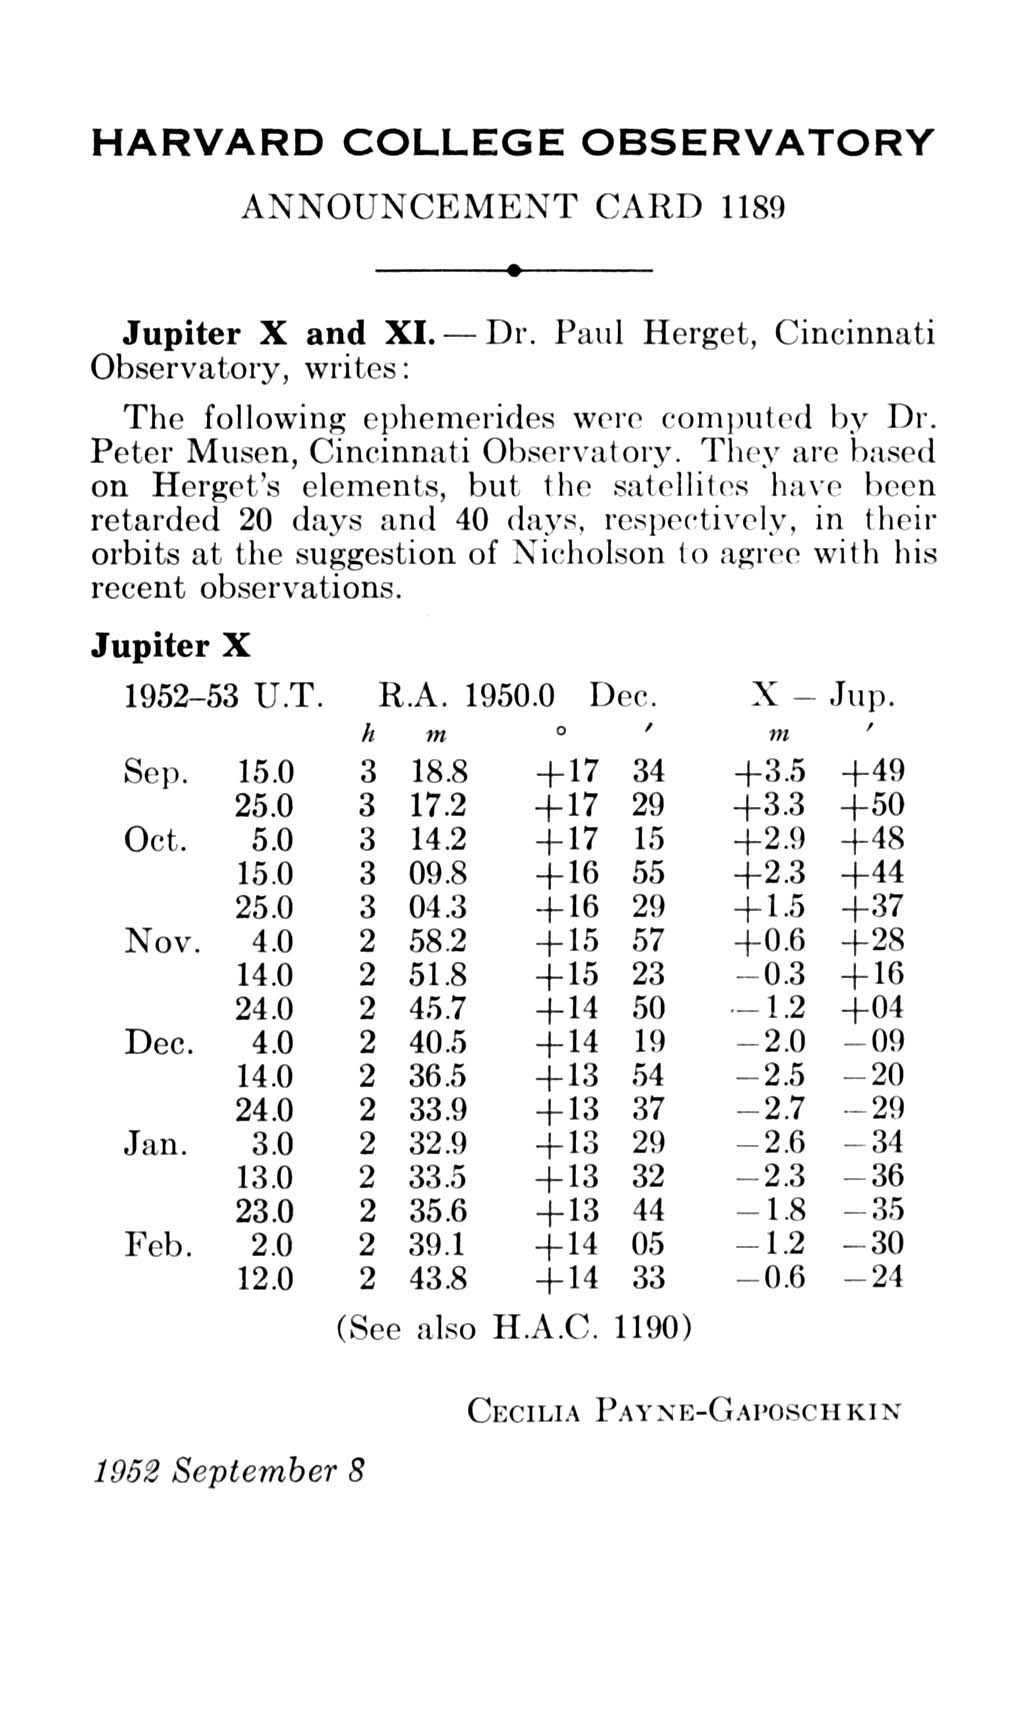 HARVARD COLLEGE OBSERVATORY
ANNOUNCEMENT CARD 1189
Jupiter X and XI. — Dr. Paul Herget, Cincinnati
Observatory, writes:
The following ephemerides were computed by Dr.
Peter Musen, Cincinnati Observatory. They are based
on Herget's elements, but the satellites have been
retarded 20 days and 40 days, respectively, in their
orbits at the suggestion of Nicholson to agree with his
recent observations.
Jupiter X
1952–53 U.T. R.A. 1950.0 Dec. X – Jup.
h m ° ′ m ′
Sep. 15.0 3 18.8 +17 34 +3.5 +49
25.0 3 17.2 +17 29 +3.3 +50
Oct. 5.0 3 14.2 +17 15 +2.9 +48
15.0 3 09.8 +16 55 +2.3 +44
25.0 3 04.3 +16 29 +1.5 +37
Nov. 4.0 2 58.2 +15 57 +0.6 +28
14.0 2 51.8 +15 23 –0.3 +16
24.0 2 45.7 +14 50 –1.2 +04
Dec. 4.0 2 40.5 +14 19 –2.0 –09
14.0 2 36.5 +13 54 –2.5 –20
24.0 2 33.9 +13 37 –2.7 –29
Jan. 3.0 2 32.9 +13 29 –2.6 –34
13.0 2 33.5 +13 32 –2.3 –36
23.0 2 35.6 +13 44 –1.8 –35
Feb. 2.0 2 39.1 +14 05 –1.2 –30
12.0 2 43.8 +14 33 –0.6 –24
(See also H.A.C. 1190)
CECILIA PAYNE-GAPOSCHKIN
1952 September 8